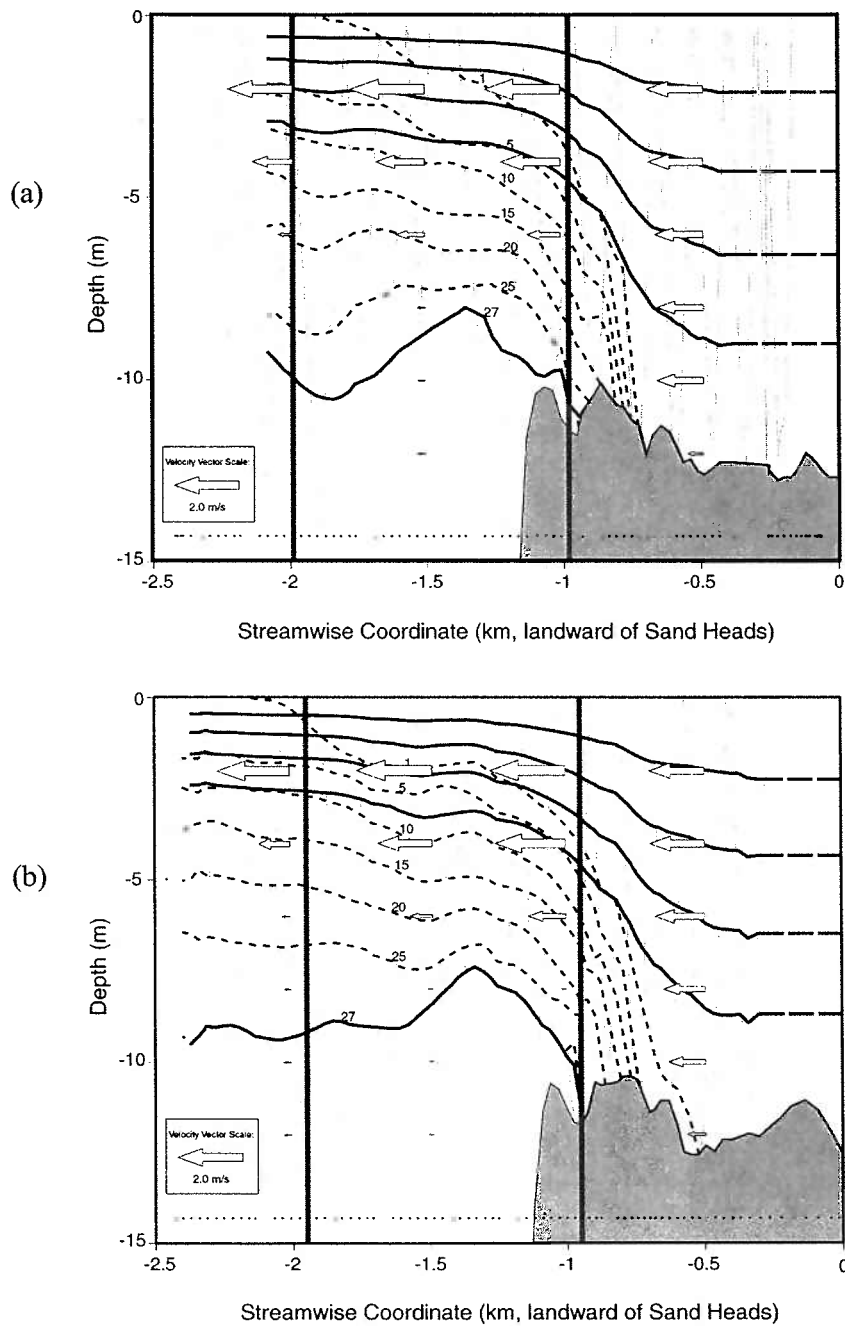 (a)
0
-5
-10
-15
Depth (m)
1
5
10
15
20
25
27
Velocity Vector Scale:
2.0 m/s
-2.5 -2 -1.5 -1 -0.5 0
Streamwise Coordinate (km, landward of Sand Heads)
(b)
0
-5
-10
-15
Depth (m)
1
5
10
15
20
25
27
Velocity Vector Scale:
2.0 m/s
-2.5 -2 -1.5 -1 -0.5 0
Streamwise Coordinate (km, landward of Sand Heads)